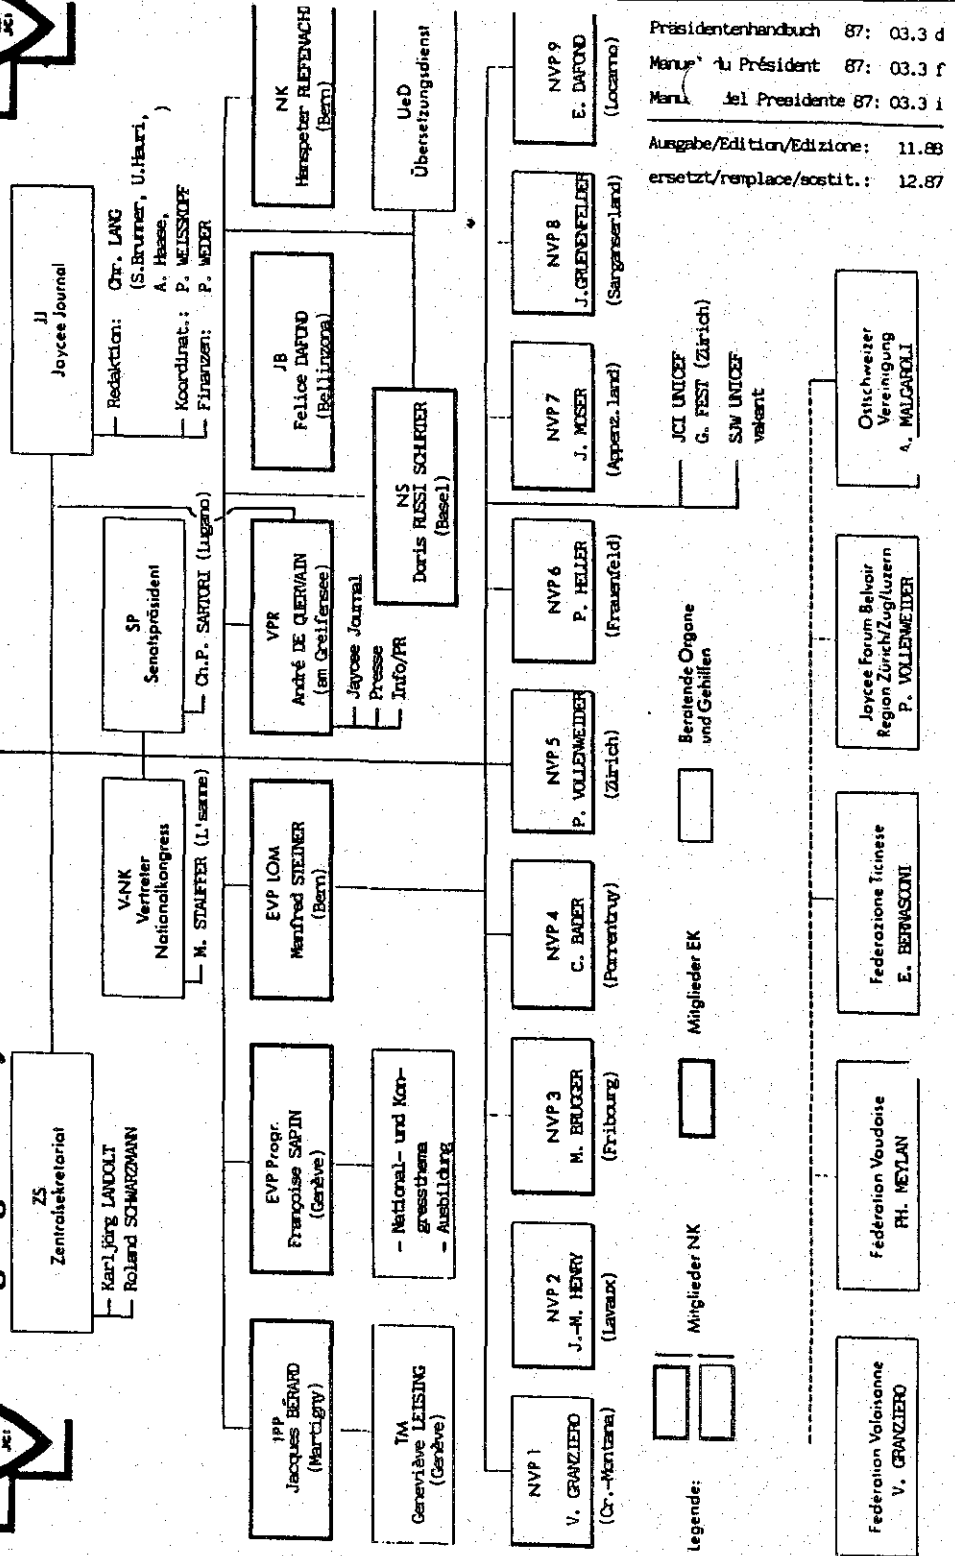 Präsidentenhandbuch 87: 03.3 d
du Président 87: 03.3 f
del Presidente 87: 03.3 i
Ausgabe/Edition/Edizione: 11.88
ersetzt/remplace/sostit.: 12.87
JCI
JCI
ZS
Zentralsekretariat
Karljörg LANDOLT
Roland SCHWARZMANN
JJ
Jaycee Journal
Redaktion: Chr. LANG
(S.Brunner, U.Hauri,
A. Haase, )
Koordinat.: P. WEISSKOPF
Finanzen: P. WEDER
V-NK
Vertreter
Nationalkongress
M. STAUFFER (L'sanne)
SP
Senatspräsident
Ch.P. SARTORI (Lugano)
IPP
Jacques BÉRARD
(Martigny)
EVP Progr.
Françoise SAPIN
(Genève)
EVP LOM
Manfred STEINER
(Bern)
VPR
André DE QUERVAIN
(am Greifensee)
Jaycee Journal
Presse
Info/PR
JB
Felice DAFOND
(Bellinzona)
NK
Hanspeter RUEFENACHT
(Bern)
TM
Geneviève LEISING
(Genève)
- National- und Kon-
gressthema
- Ausbildung
NS
Doris RUSSI SCHURTER
(Basel)
UeD
Übersetzungsdienst
NVP 1
V. GRANZIERO
(Cr.-Montana)
NVP 2
J.-M. HENRY
(Lavaux)
NVP 3
M. BRUGGER
(Fribourg)
NVP 4
C. BADER
(Porrentruy)
NVP 5
P. VOLLENWEIDER
(Zürich)
NVP 6
P. HELLER
(Frauenfeld)
NVP 7
J. MOSER
(Appenz.land)
NVP 8
J.GRUENENFELDER
(Sarganserland)
NVP 9
E. DAFOND
(Locarno)
Legende:
Mitglieder NK
Mitglieder EK
Beratende Organe
und Gehilfen
JCI UNICEF
G. FEST (Zürich)
SJW UNICEF
vakant
Fédération Valaisanne
V. GRANZIERO
Fédération Vaudoise
PH. MEYLAN
Federazione Ticinese
E. BERNASCONI
Jaycee Forum Belvoir
Region Zürich/Zug/Luzern
P. VOLLENWEIDER
Ostschweizer
Vereinigung
A. MALGAROLI